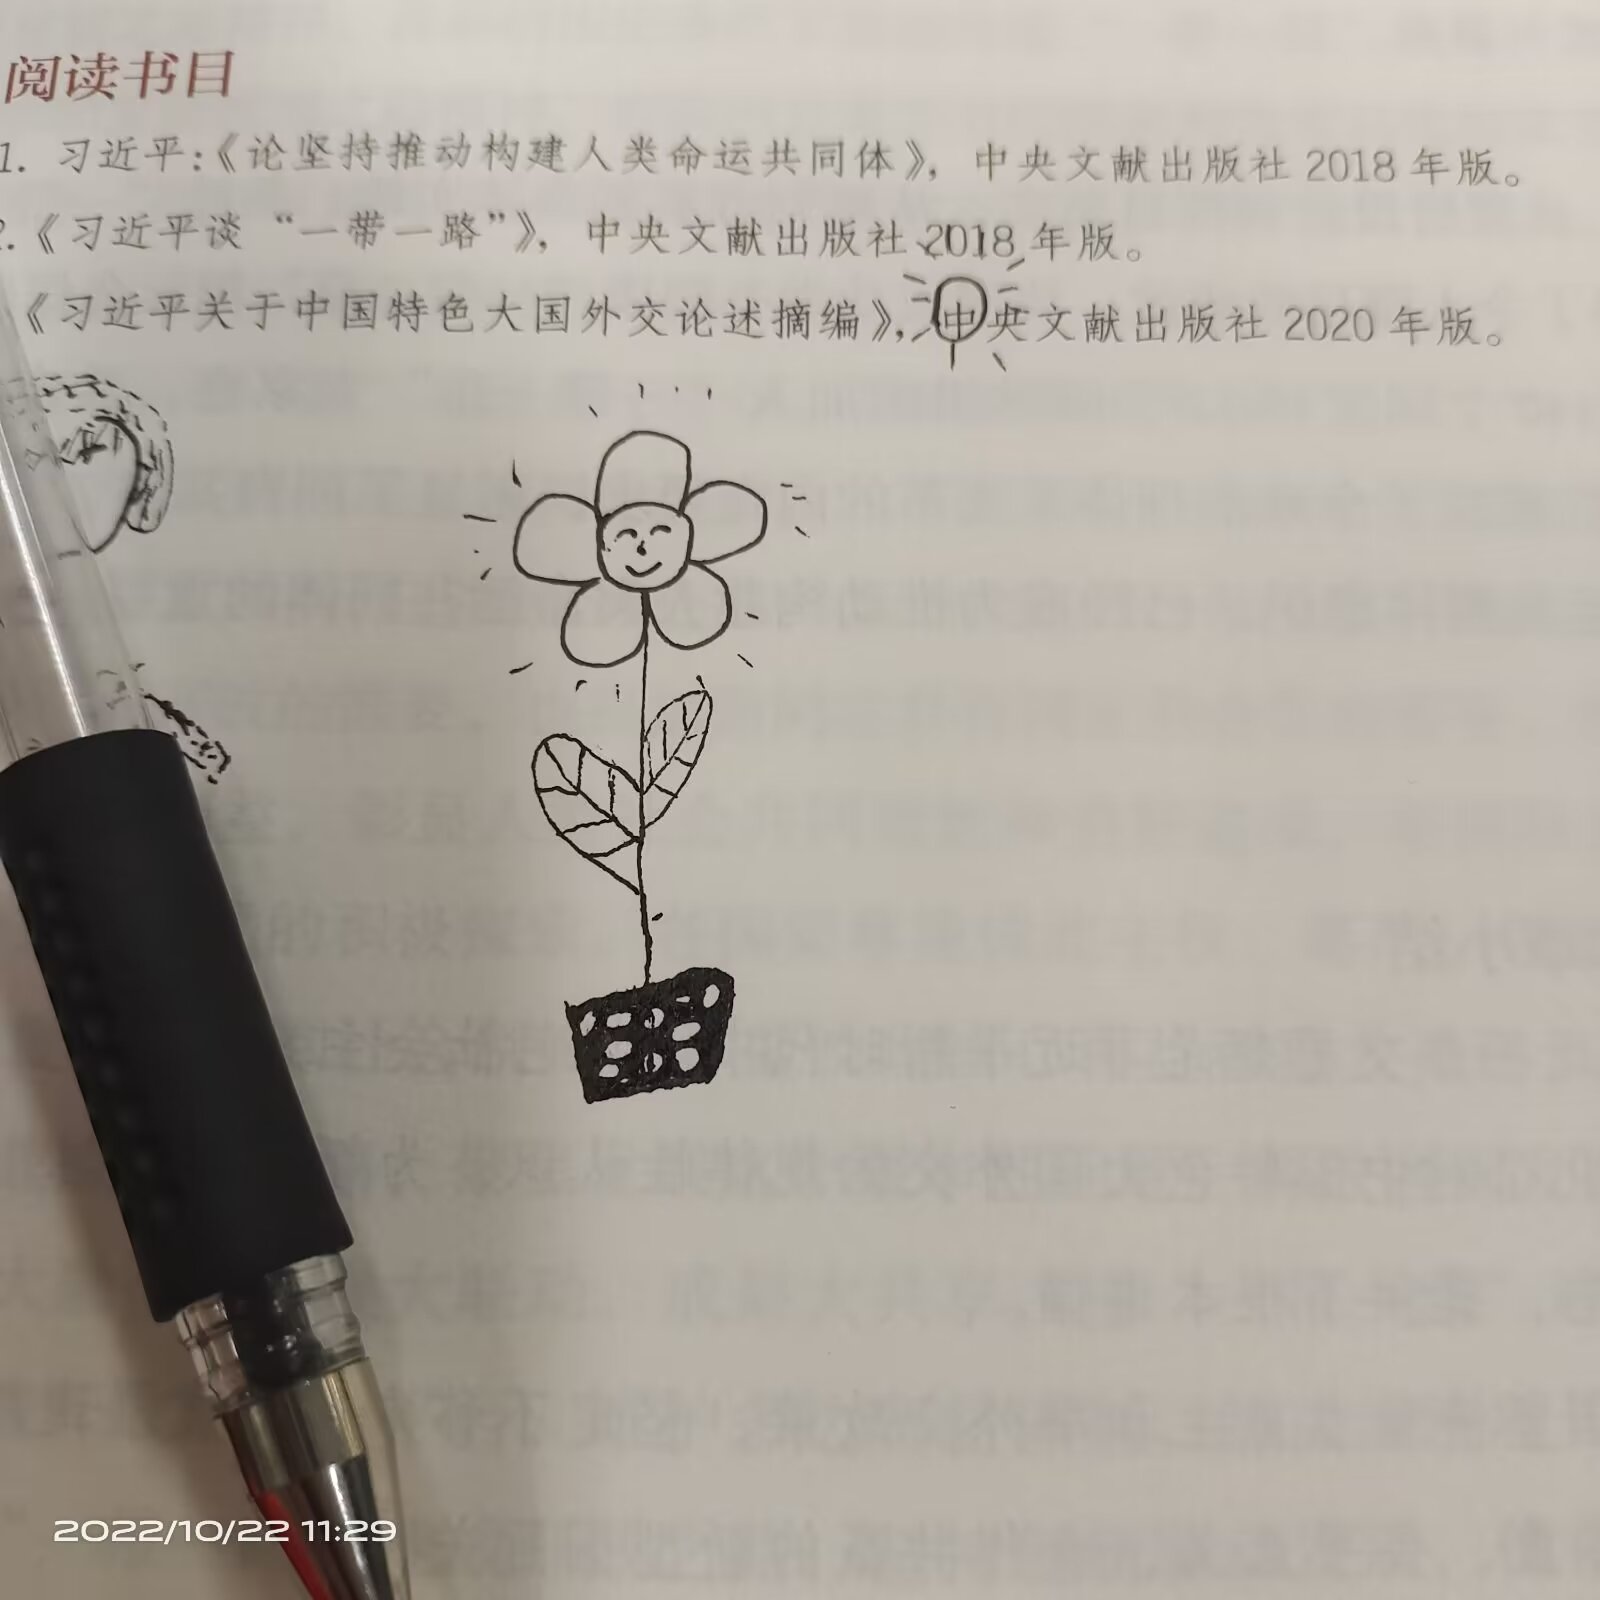 阅读书目
1. 习近平：《论坚持推动构建人类命运共同体》，中央文献出版社 2018 年版。
2.《习近平谈 “一带一路”》，中央文献出版社 2018 年版。
《习近平关于中国特色大国外交论述摘编》，中央文献出版社 2020 年版。
2022/10/22 11:29